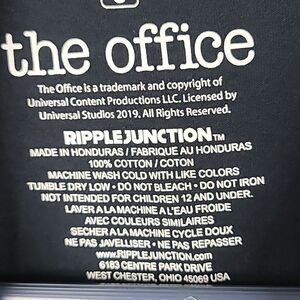 the office
The Office is a trademark and copyright of
Universal Content Productions LLC. Licensed by
Universal Studios 2019. All Rights Reserved.
RIPPLEJUNCTION™
MADE IN HONDURAS / FABRIQUE AU HONDURAS
100% COTTON / COTON
MACHINE WASH COLD WITH LIKE COLORS
TUMBLE DRY LOW • DO NOT BLEACH • DO NOT IRON
NOT INTENDED FOR CHILDREN 12 AND UNDER.
LAVER A LA MACHINE A L'EAU FROIDE
AVEC COULEURS SIMILAIRES
SECHER A LA MACHINE CYCLE DOUX
NE PAS JAVELLISER • NE PAS REPASSER
WWW.RIPPLEJUNCTION.COM
6183 CENTRE PARK DRIVE
WEST CHESTER, OHIO 45069 USA